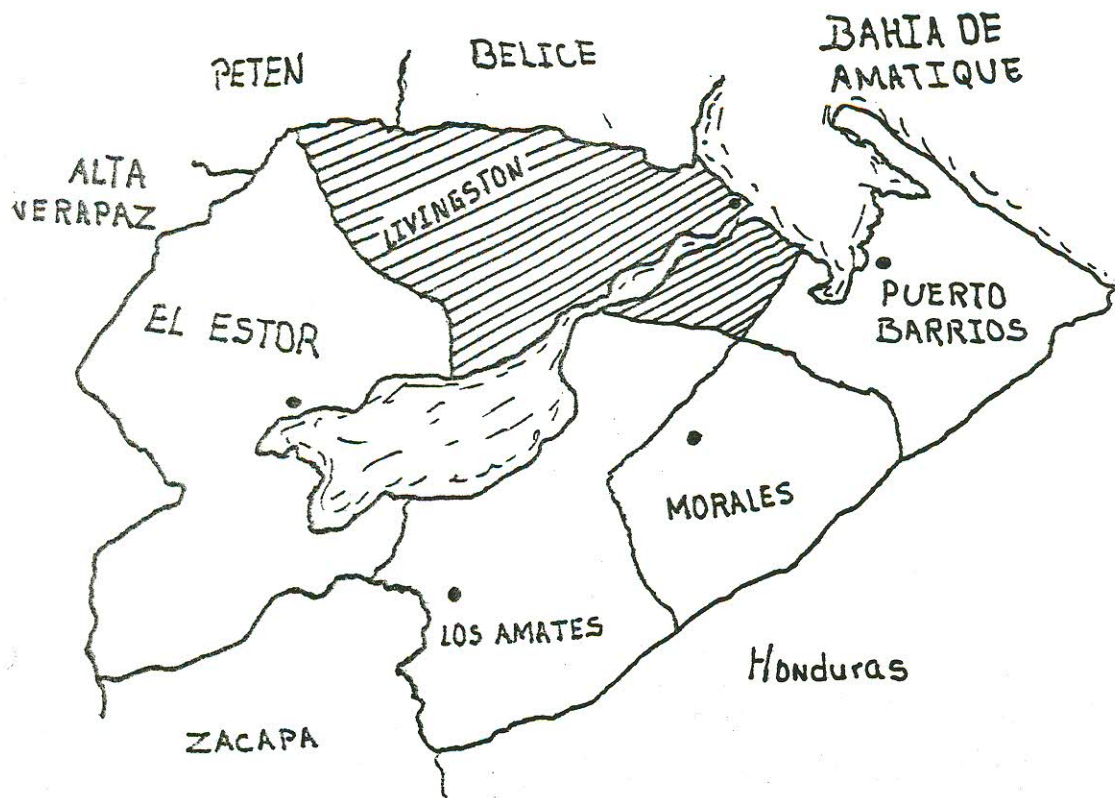 PETEN
BELICE
BAHIA DE
AMATIQUE
ALTA
VERAPAZ
LIVINGSTON
EL ESTOR
PUERTO
BARRIOS
MORALES
LOS AMATES
Honduras
ZACAPA